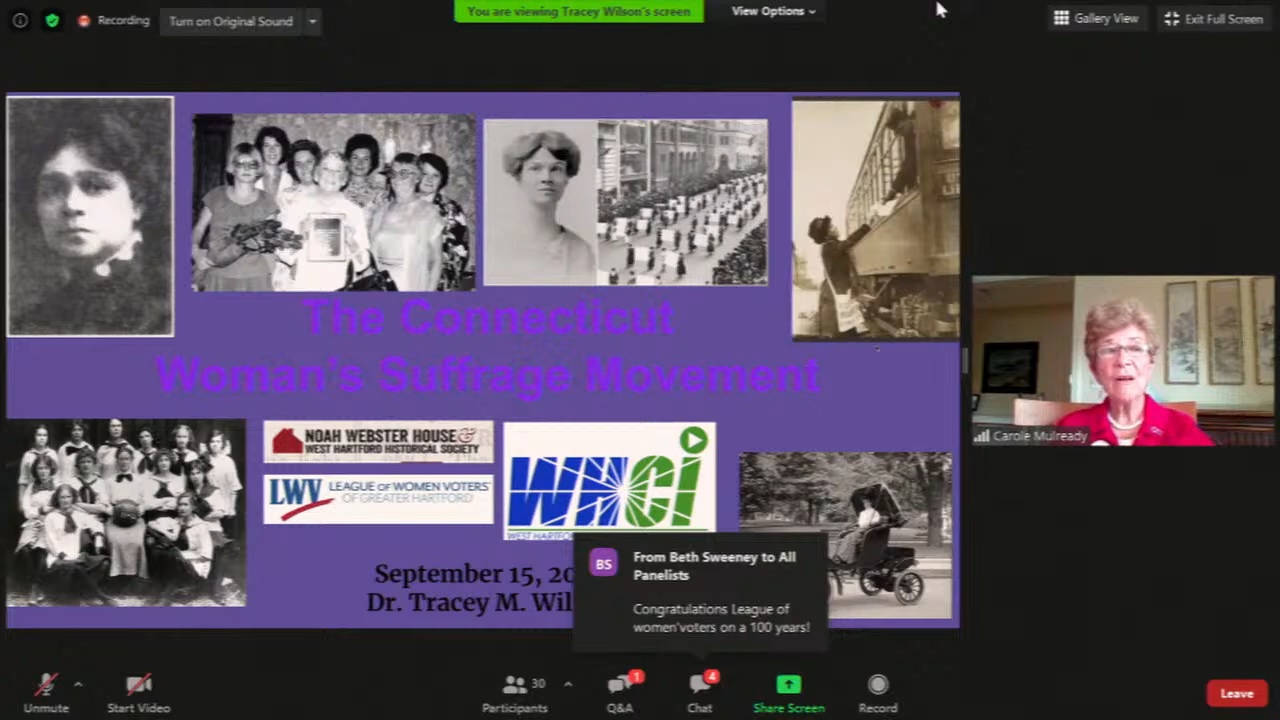 Recording
Turn on Original Sound
You are viewing Tracey Wilson's screen
View Options
Gallery View
Exit Full Screen
The Connecticut
Woman's Suffrage Movement
NOAH WEBSTER HOUSE &
WEST HARTFORD HISTORICAL SOCIETY
LWV LEAGUE OF WOMEN VOTERS
OF GREATER HARTFORD
WHCi
September 15, 20
Dr. Tracey M. Wil
BS
From Beth Sweeney to All
Panelists
Congratulations League of
women'voters on a 100 years!
Carole Mulready
Unmute
Start Video
Participants
30
Q&A
1
Chat
4
Share Screen
Record
Leave